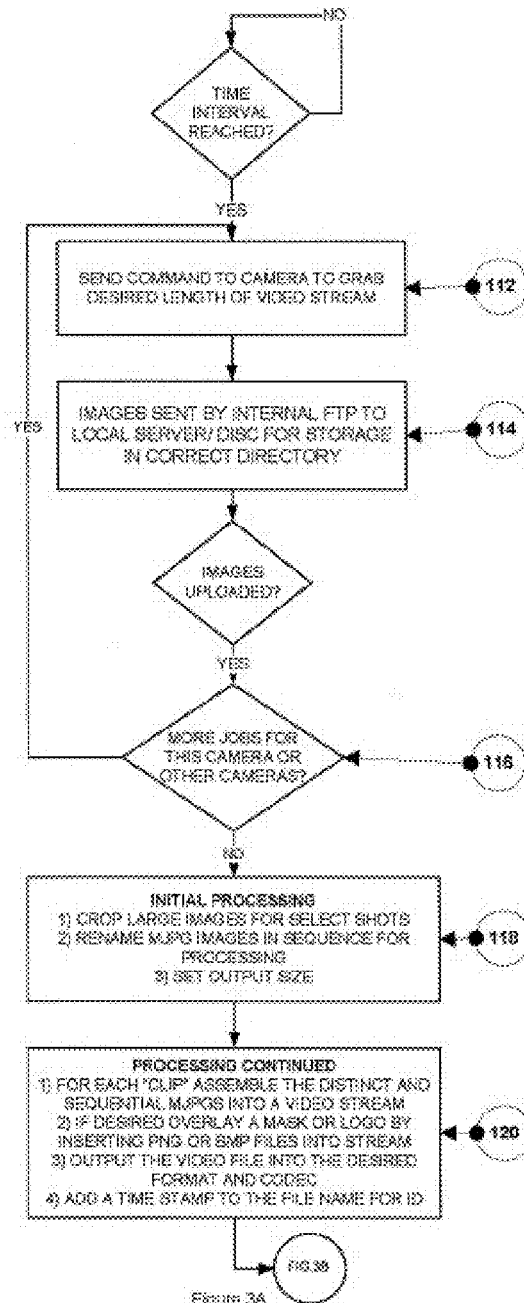 NO
TIME
INTERVAL
REACHED?
YES
SEND COMMAND TO CAMERA TO GRAB
DESIRED LENGTH OF VIDEO STREAM
112
IMAGES SENT BY INTERNAL FTP TO
LOCAL SERVER/ DISC FOR STORAGE
IN CORRECT DIRECTORY
114
YES
IMAGES
UPLOADED?
YES
MORE JOBS FOR
THIS CAMERA OR
OTHER CAMERAS?
116
NO
INITIAL PROCESSING
1) CROP LARGE IMAGES FOR SELECT SHOTS
2) RENAME MJPG IMAGES IN SEQUENCE FOR
PROCESSING
3) SET OUTPUT SIZE
118
PROCESSING CONTINUED
1) FOR EACH "CLIP" ASSEMBLE THE DISTINCT AND
SEQUENTIAL MJPGS INTO A VIDEO STREAM
2) IF DESIRED OVERLAY A MASK OR LOGO BY
INSERTING PNG OR BMP FILES INTO STREAM
3) OUTPUT THE VIDEO FILE INTO THE DESIRED
FORMAT AND CODEC
4) ADD A TIME STAMP TO THE FILE NAME FOR ID
120
FIG.3B
Figure 3A